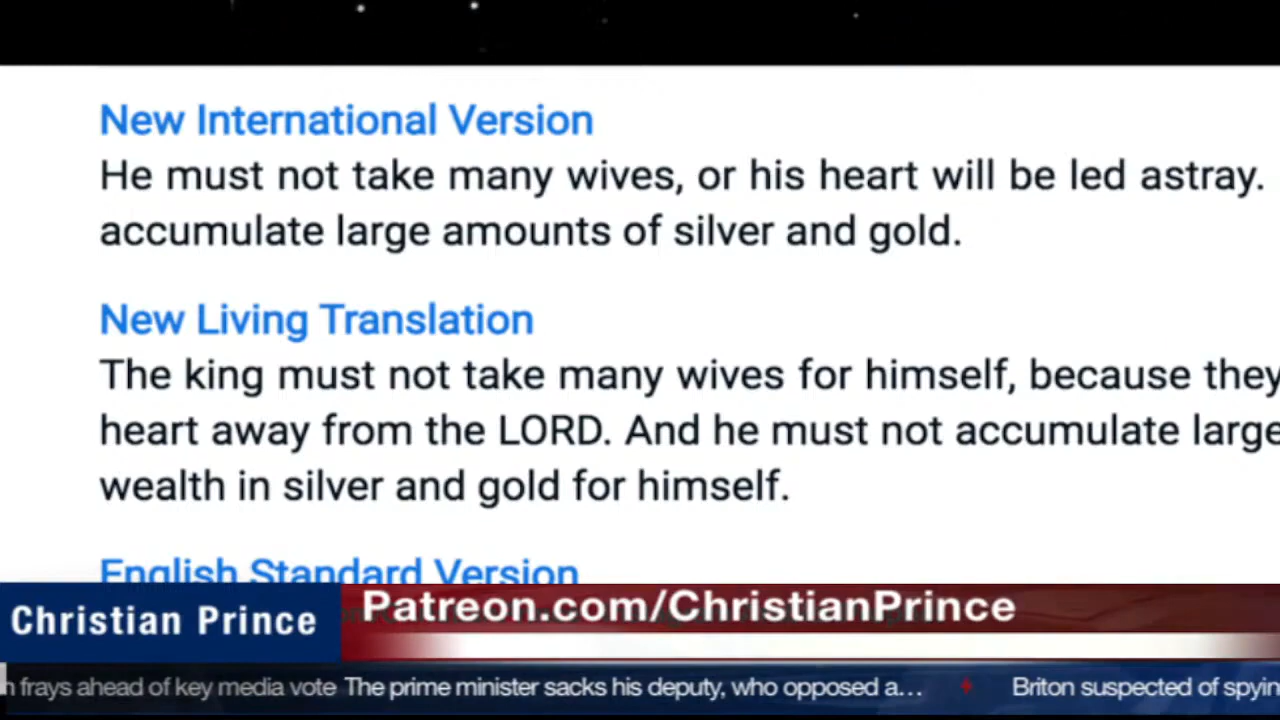 New International Version
He must not take many wives, or his heart will be led astray.
accumulate large amounts of silver and gold.
New Living Translation
The king must not take many wives for himself, because they
heart away from the LORD. And he must not accumulate large
wealth in silver and gold for himself.
English Standard Version
Christian Prince
Patreon.com/ChristianPrince
frays ahead of key media vote The prime minister sacks his deputy, who opposed a... Briton suspected of